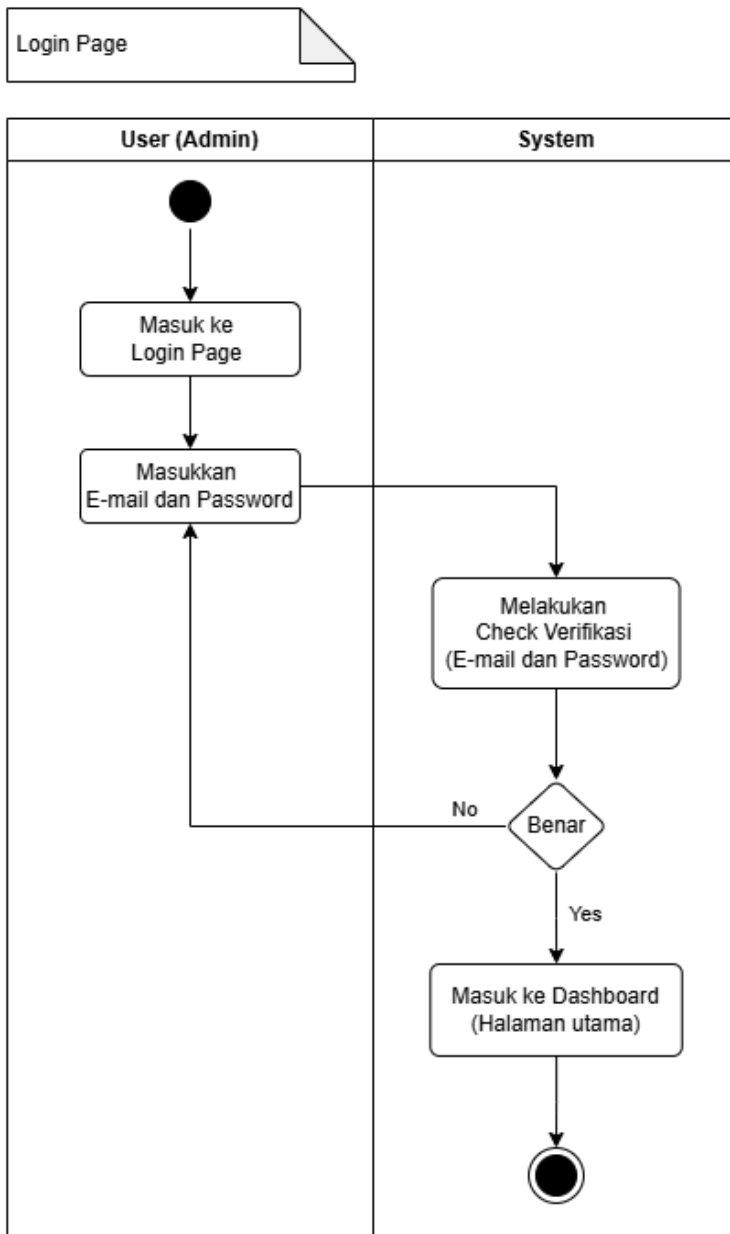 Login Page
User (Admin)
System
Masuk ke
Login Page
Masukkan
E-mail dan Password
Melakukan
Check Verifikasi
(E-mail dan Password)
No
Benar
Yes
Masuk ke Dashboard
(Halaman utama)